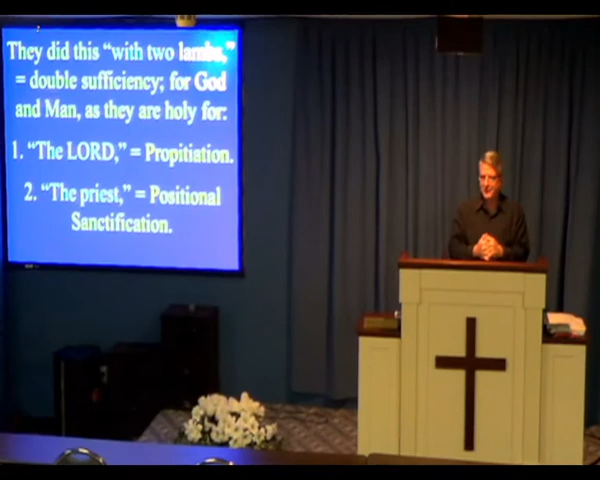 They did this “with two lambs,”
= double sufficiency; for God
and Man, as they are holy for:
1. “The LORD,” = Propitiation.
2. “The priest,” = Positional
Sanctification.